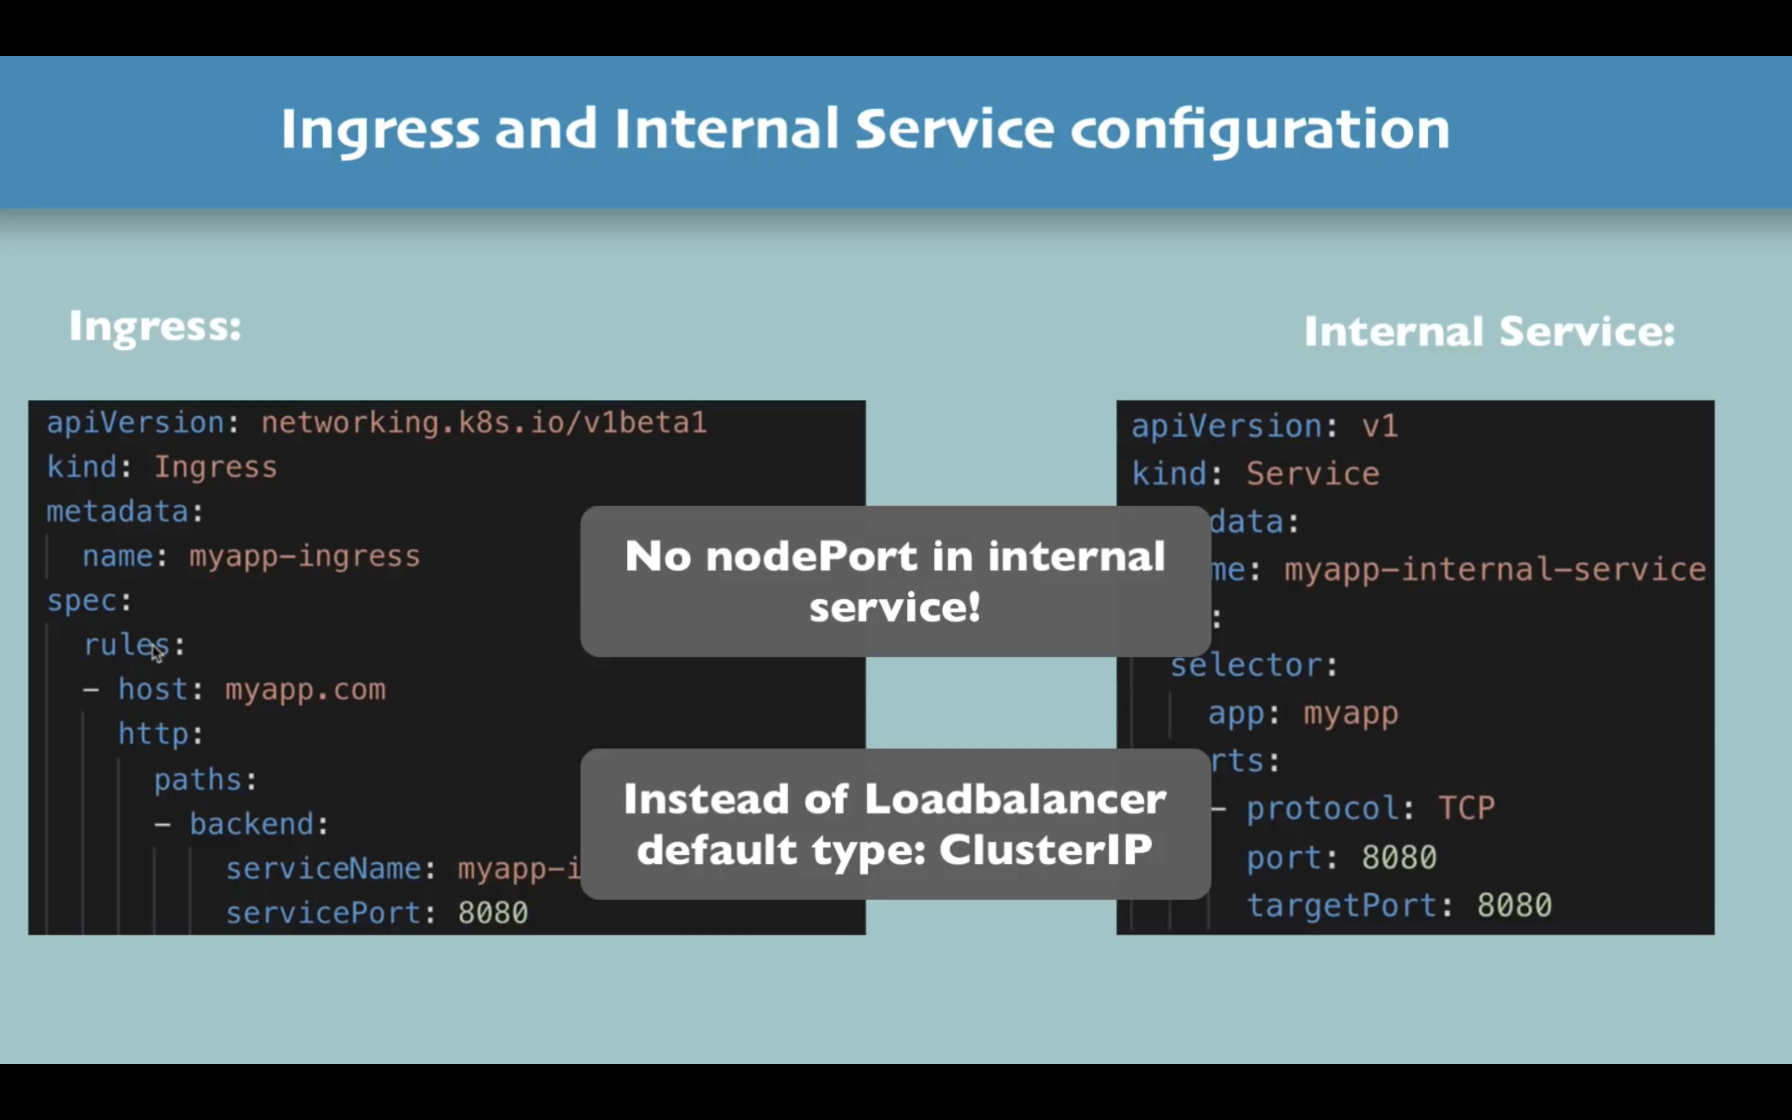 Ingress and Internal Service configuration
Ingress:
apiVersion: networking.k8s.io/v1beta1
kind: Ingress
metadata:
name: myapp-ingress
spec:
rules:
- host: myapp.com
http:
paths:
- backend:
serviceName: myapp-i
servicePort: 8080
No nodePort in internal
service!
Instead of Loadbalancer
default type: ClusterIP
Internal Service:
apiVersion: v1
kind: Service
data:
me: myapp-internal-service
:
selector:
app: myapp
rts:
- protocol: TCP
port: 8080
targetPort: 8080